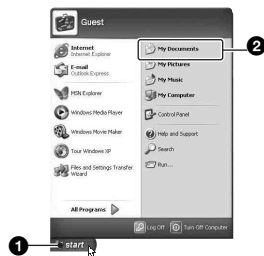 Guest
Internet
Internet Explorer
E-mail
Outlook Express
MSN Explorer
Windows Media Player
Windows Movie Maker
Tour Windows XP
Files and Settings Transfer
Wizard
All Programs
My Documents
My Pictures
My Music
My Computer
Control Panel
Help and Support
Search
Run...
Log Off
Turn Off Computer
start
1
2